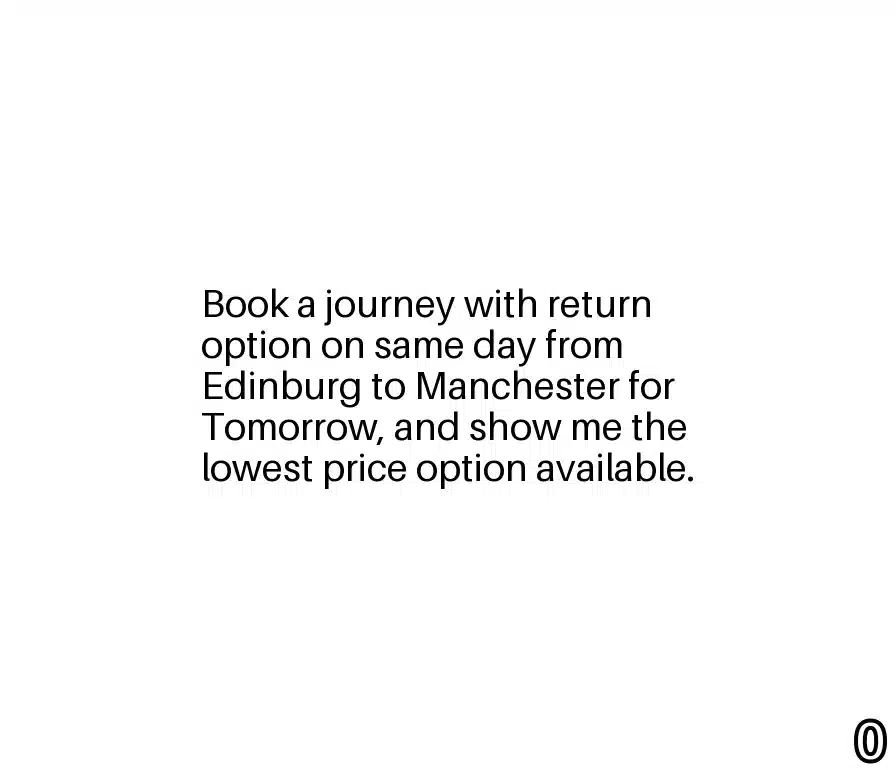 Book a journey with return
option on same day from
Edinburg to Manchester for
Tomorrow, and show me the
lowest price option available.
0